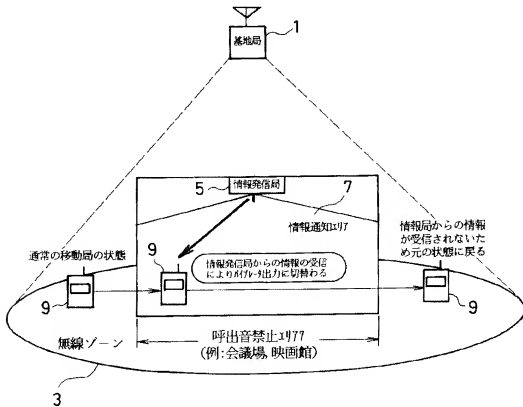 基地局
1
5
情報発信局
7
情報通知エリア
通常の移動局の状態
9
9
情報発信局からの情報の受信
によりバイブレータ出力に切替わる
情報局からの情報
が受信されないた
め元の状態に戻る
9
無線ゾーン
呼出音禁止エリア7
(例:会議場,映画館)
3